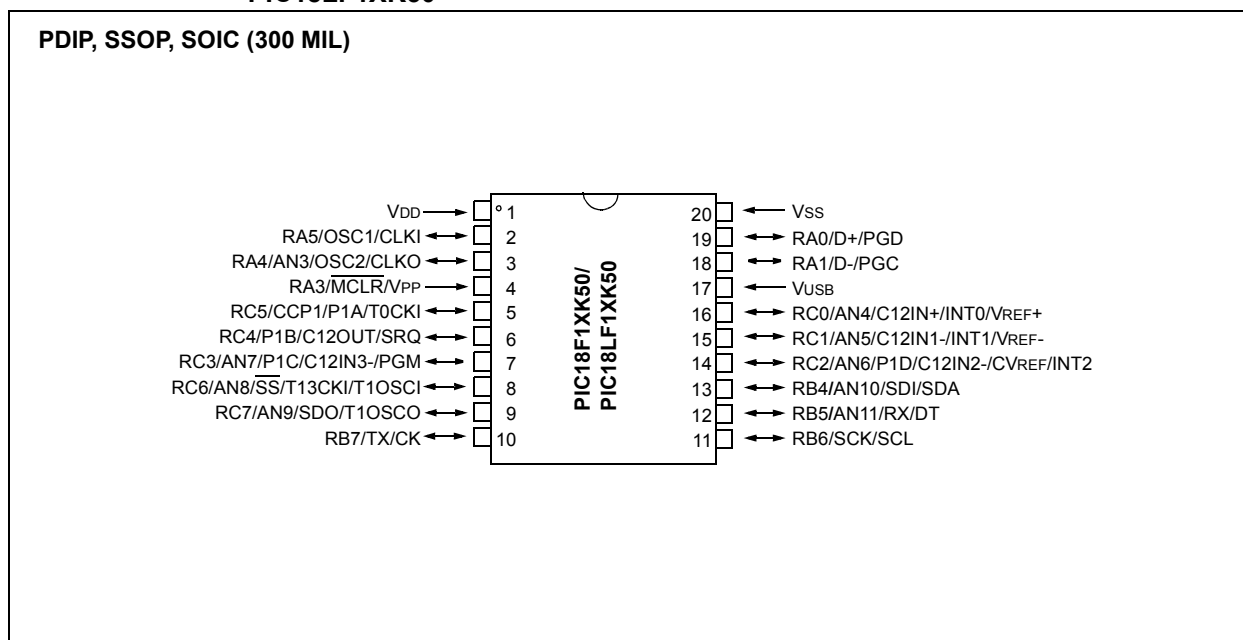 PDIP, SSOP, SOIC (300 MIL)
VDD
RA5/OSC1/CLKI
RA4/AN3/OSC2/CLKO
RA3/MCLR/VPP
RC5/CCP1/P1A/T0CKI
RC4/P1B/C12OUT/SRQ
RC3/AN7/P1C/C12IN3-/PGM
RC6/AN8/SS/T13CKI/T1OSCI
RC7/AN9/SDO/T1OSCO
RB7/TX/CK
1
2
3
4
5
6
7
8
9
10
PIC18F1XK50/
PIC18LF1XK50
20
19
18
17
16
15
14
13
12
11
VSS
RA0/D+/PGD
RA1/D-/PGC
VUSB
RC0/AN4/C12IN+/INT0/VREF+
RC1/AN5/C12IN1-/INT1/VREF-
RC2/AN6/P1D/C12IN2-/CVREF/INT2
RB4/AN10/SDI/SDA
RB5/AN11/RX/DT
RB6/SCK/SCL